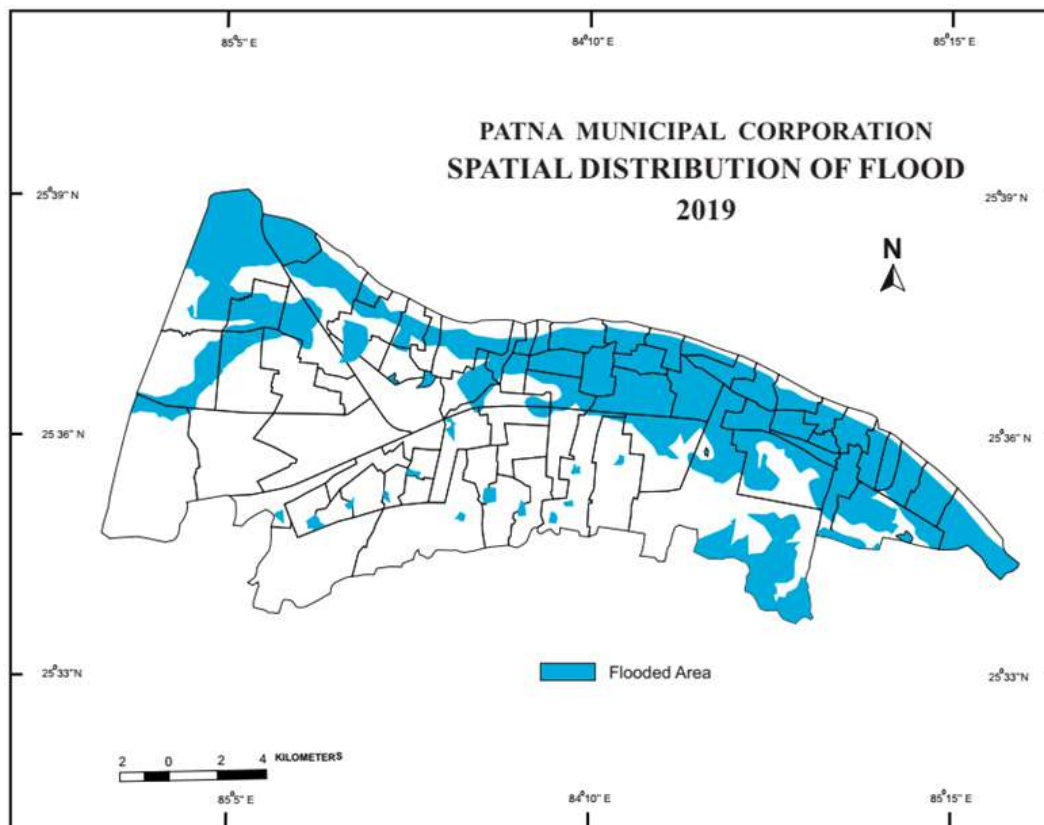 85°5'' E 84°10'' E 85°15'' E
PATNA MUNICIPAL CORPORATION
SPATIAL DISTRIBUTION OF FLOOD
2019
25°39'' N 25°39'' N
N
25°36'' N 25°36'' N
Flooded Area
25°33'' N 25°33'' N
2 0 2 4 KILOMETERS
85°5'' E 84°10'' E 85°15'' E